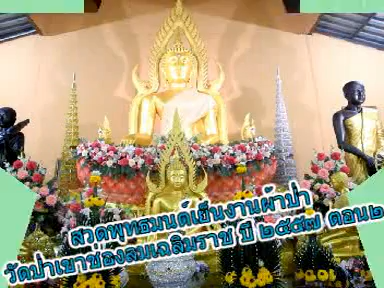 สวดพุทธมนต์เย็นงานผ้าป่า
วัดป่าเขาช่องลมเฉลิมราช ปี ๒๕๕๗ ตอน๒